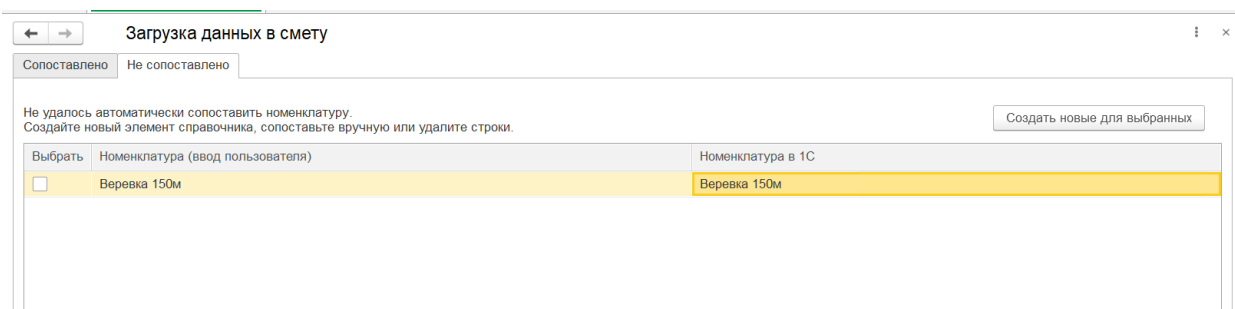 Загрузка данных в смету
Сопоставлено Не сопоставлено
Не удалось автоматически сопоставить номенклатуру.
Создайте новый элемент справочника, сопоставьте вручную или удалите строки.
Создать новые для выбранных
Выбрать Номенклатура (ввод пользователя) Номенклатура в 1С
Веревка 150м Веревка 150м